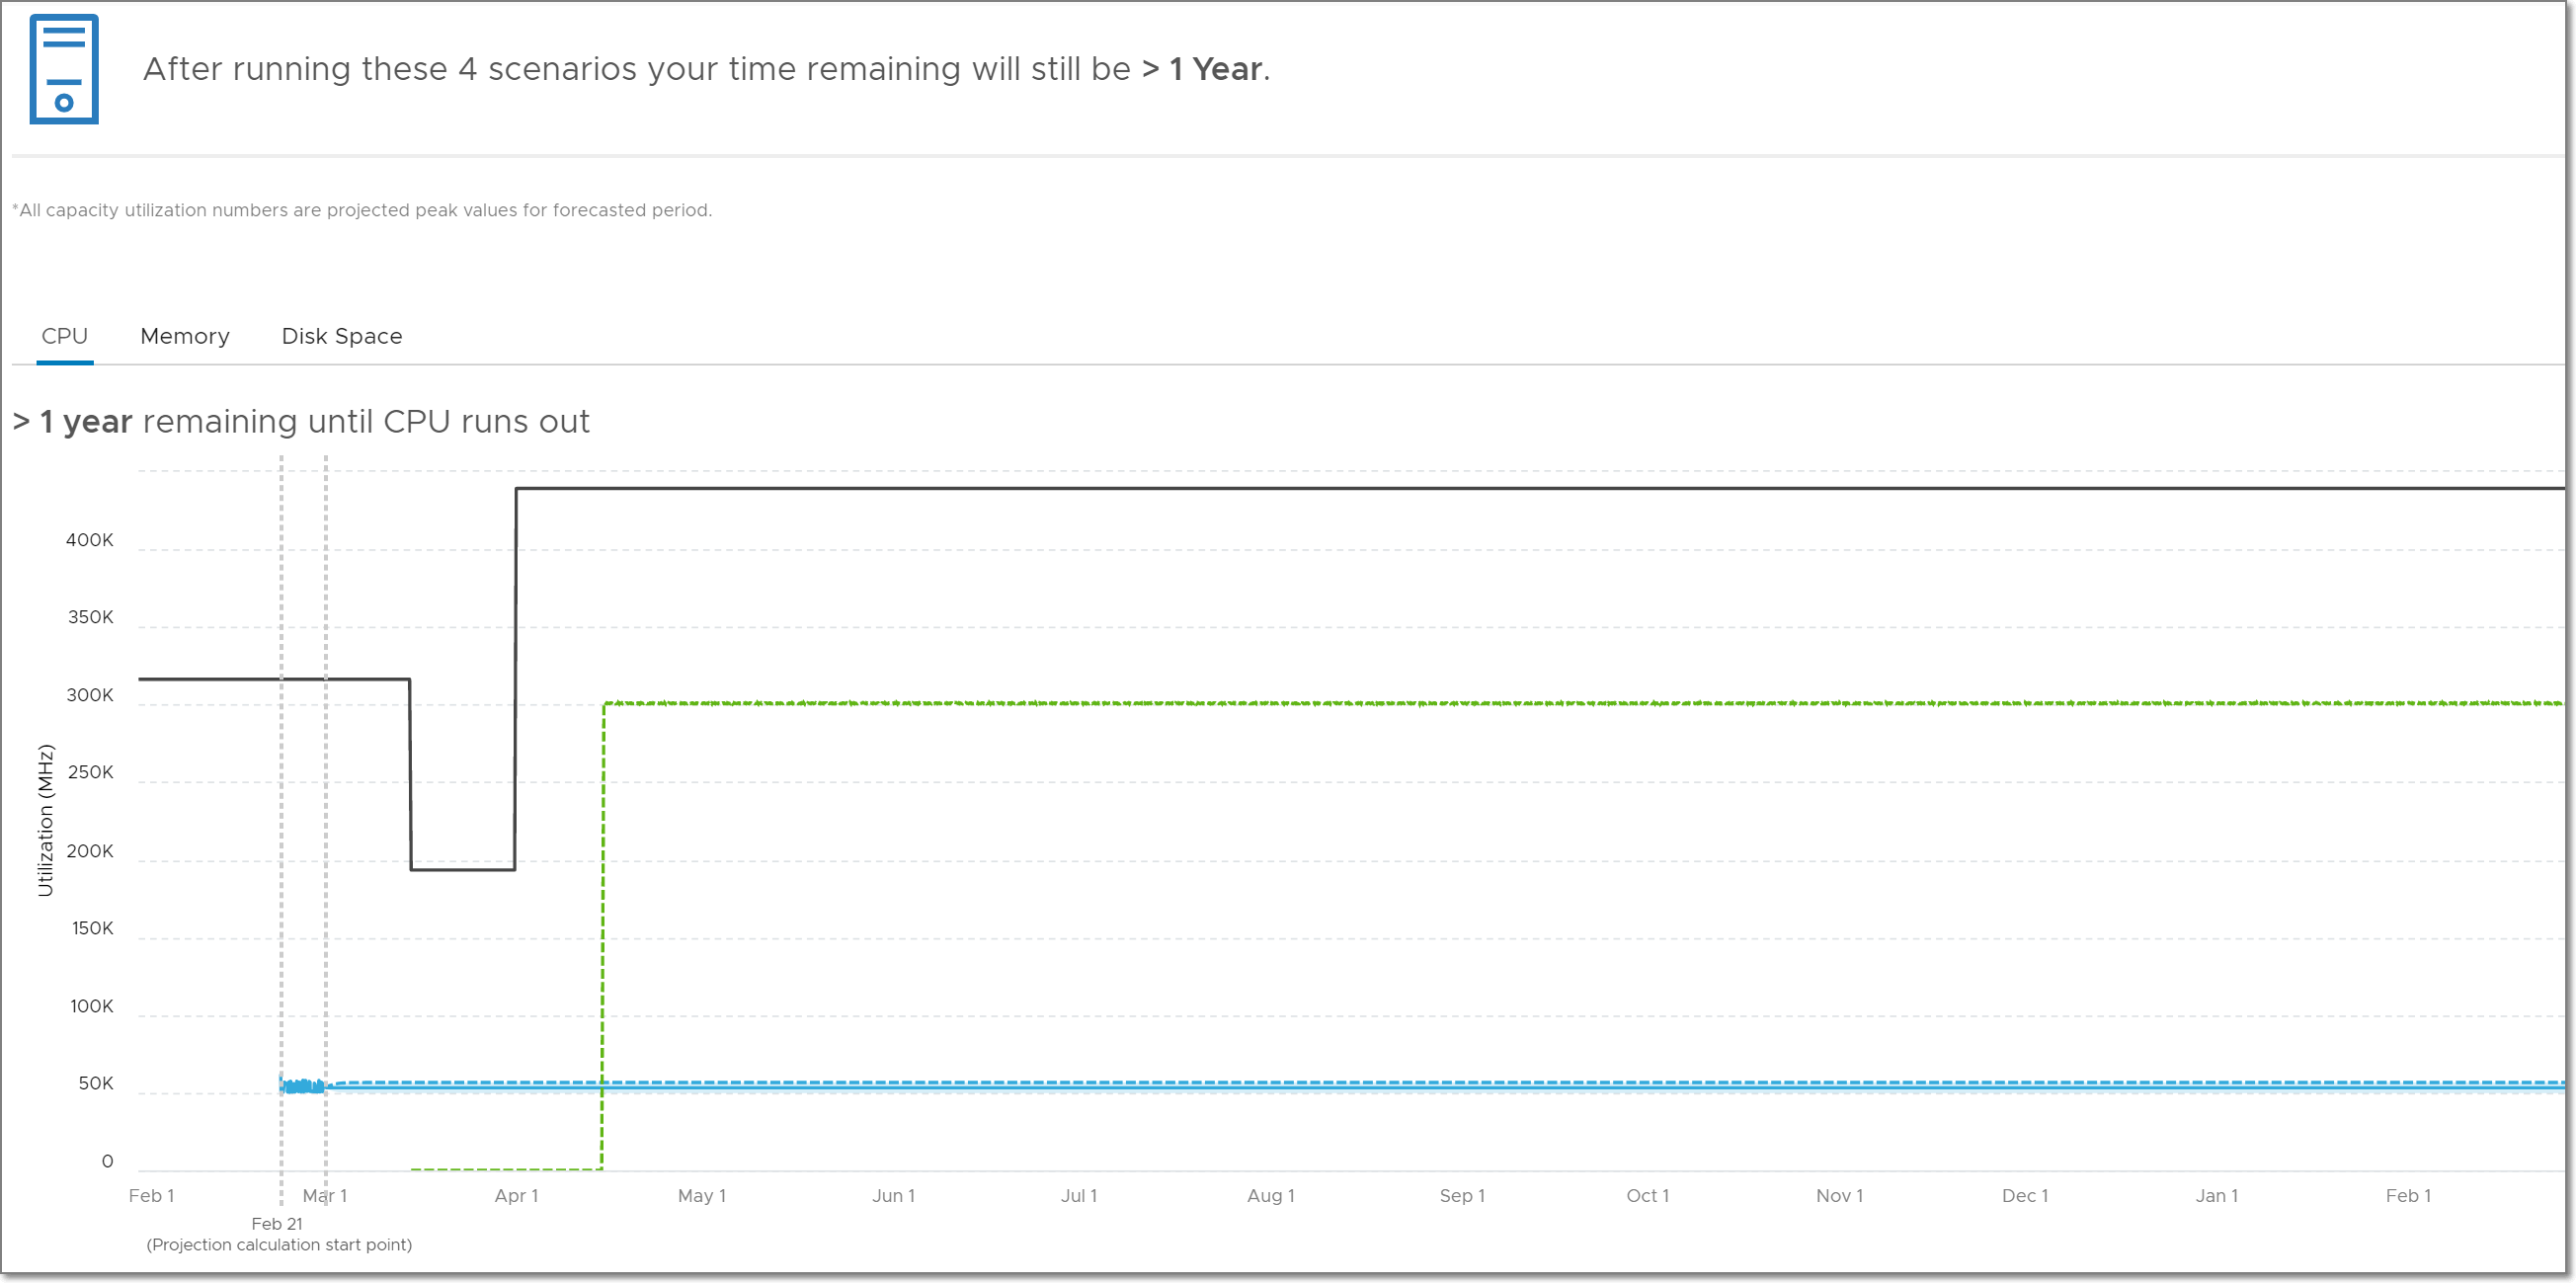 After running these 4 scenarios your time remaining will still be > 1 Year.
*All capacity utilization numbers are projected peak values for forecasted period.
CPU Memory Disk Space
> 1 year remaining until CPU runs out
Utilization (MHz)
400K
350K
300K
250K
200K
150K
100K
50K
0
Feb 1 Mar 1 Apr 1 May 1 Jun 1 Jul 1 Aug 1 Sep 1 Oct 1 Nov 1 Dec 1 Jan 1 Feb 1
Feb 21
(Projection calculation start point)